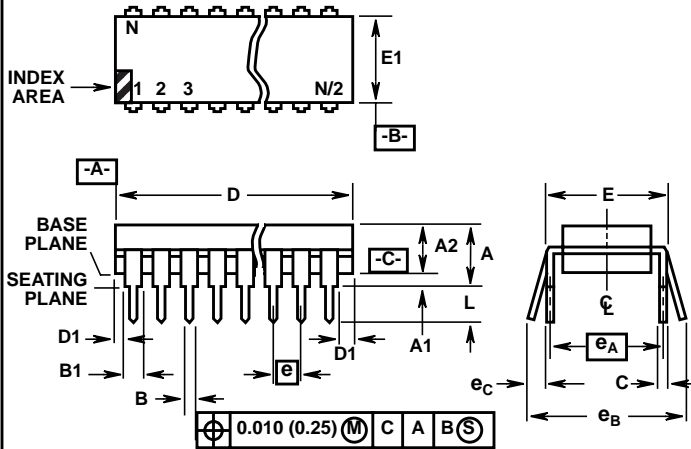 N
E1
INDEX
AREA
1 2 3 N/2
-B-
-A-
D
E
BASE
PLANE
A2
A
-C-
SEATING
PLANE
L
C
L
D1
D1
A1
eA
B1
e
eC
C
B
eB
0.010 (0.25) M C A B S